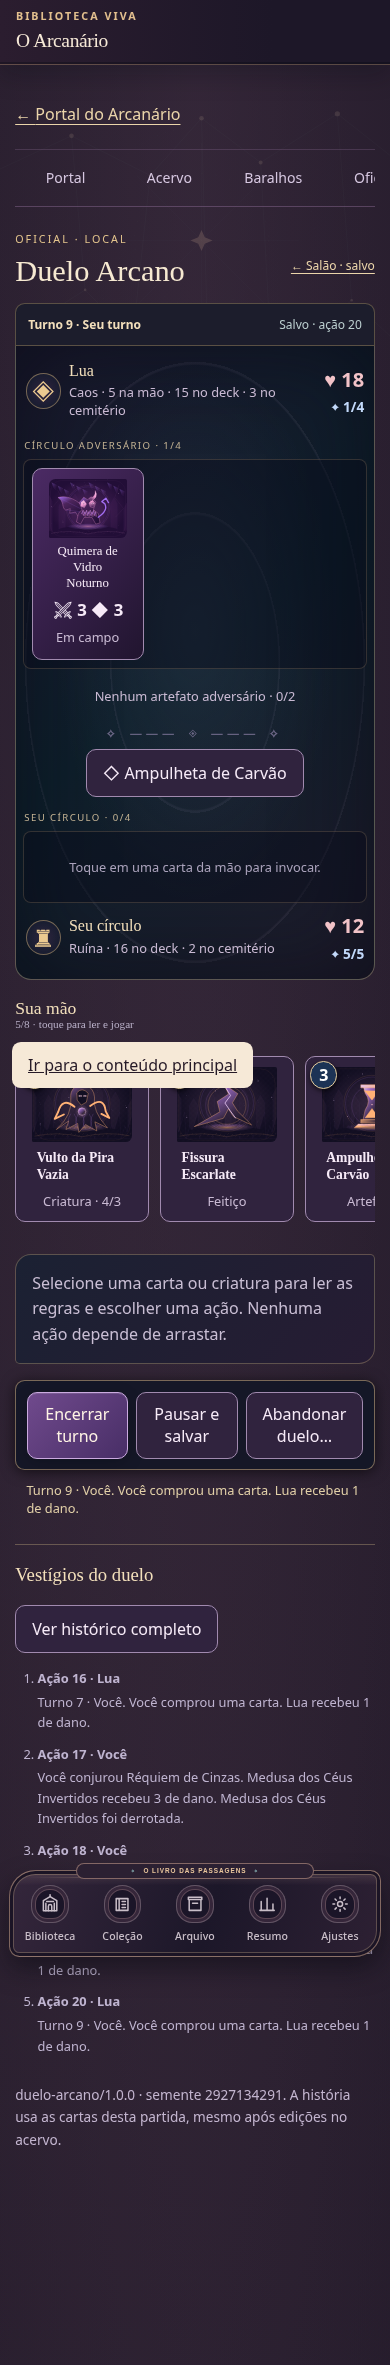 BIBLIOTECA VIVA
O Arcanário
← Portal do Arcanário
Portal
Acervo
Baralhos
OFICIAL · LOCAL
Duelo Arcano
← Salão · salvo
Turno 9 · Seu turno
Salvo · ação 20
Lua
Caos · 5 na mão · 15 no deck · 3 no
cemitério
♥ 18
✦ 1/4
CÍRCULO ADVERSÁRIO · 1/4
Quimera de
Vidro
Noturno
⚔ 3 ◆ 3
Em campo
Nenhum artefato adversário · 0/2
◇ Ampulheta de Carvão
SEU CÍRCULO · 0/4
Toque em uma carta da mão para invocar.
Seu círculo
Ruína · 16 no deck · 2 no cemitério
♥ 12
✦ 5/5
Sua mão
5/8 · toque para ler e jogar
Ir para o conteúdo principal
3
Vulto da Pira
Vazia
Criatura · 4/3
Fissura
Escarlate
Feitiço
Carvão
Selecione uma carta ou criatura para ler as
regras e escolher uma ação. Nenhuma
ação depende de arrastar.
Encerrar
turno
Pausar e
salvar
Abandonar
duelo…
Turno 9 · Você. Você comprou uma carta. Lua recebeu 1
de dano.
Vestígios do duelo
Ver histórico completo
1. Ação 16 · Lua
Turno 7 · Você. Você comprou uma carta. Lua recebeu 1
de dano.
2. Ação 17 · Você
Você conjurou Réquiem de Cinzas. Medusa dos Céus
Invertidos recebeu 3 de dano. Medusa dos Céus
Invertidos foi derrotada.
3. Ação 18 · Você
O LIVRO DAS PASSAGENS
Biblioteca
Coleção
Arquivo
Resumo
Ajustes
1 de dano.
5. Ação 20 · Lua
Turno 9 · Você. Você comprou uma carta. Lua recebeu 1
de dano.
duelo-arcano/1.0.0 · semente 2927134291. A história
usa as cartas desta partida, mesmo após edições no
acervo.